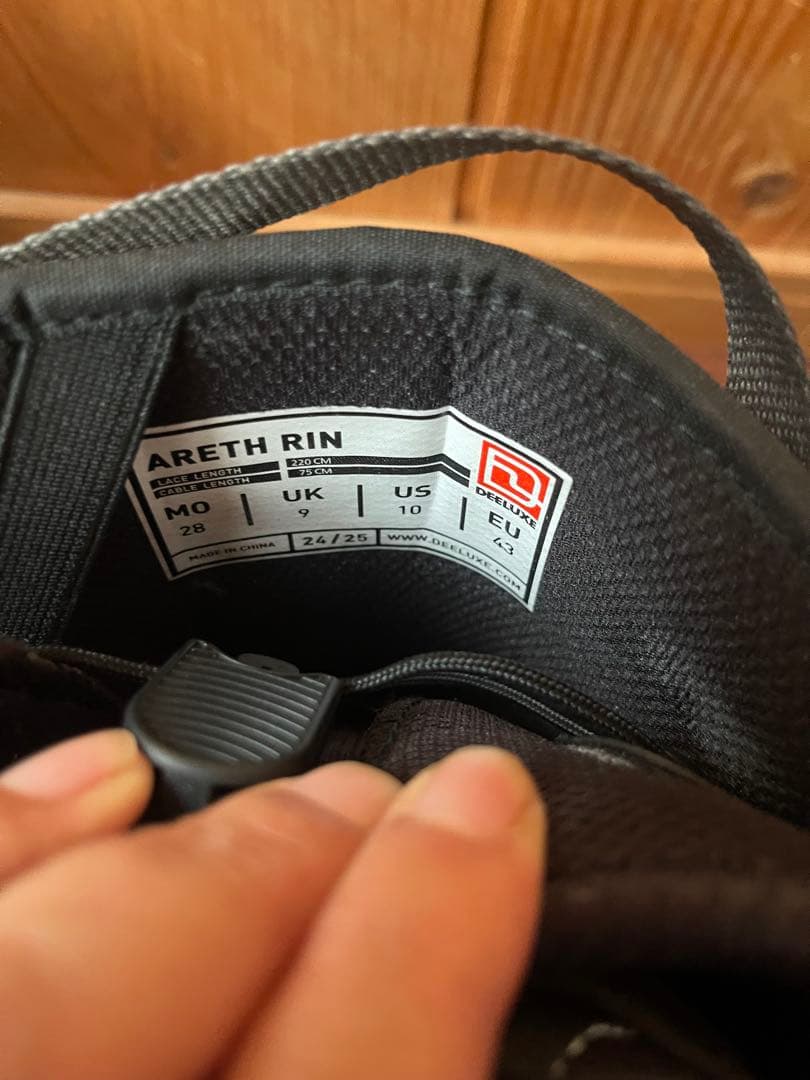 ARETH RIN
LACE LENGTH 220 CM
CABLE LENGTH 75 CM
MO 28 | UK 9 | US 10 | EU 43
DEELUXE
MADE IN CHINA | 24/25 | WWW.DEELUXE.COM